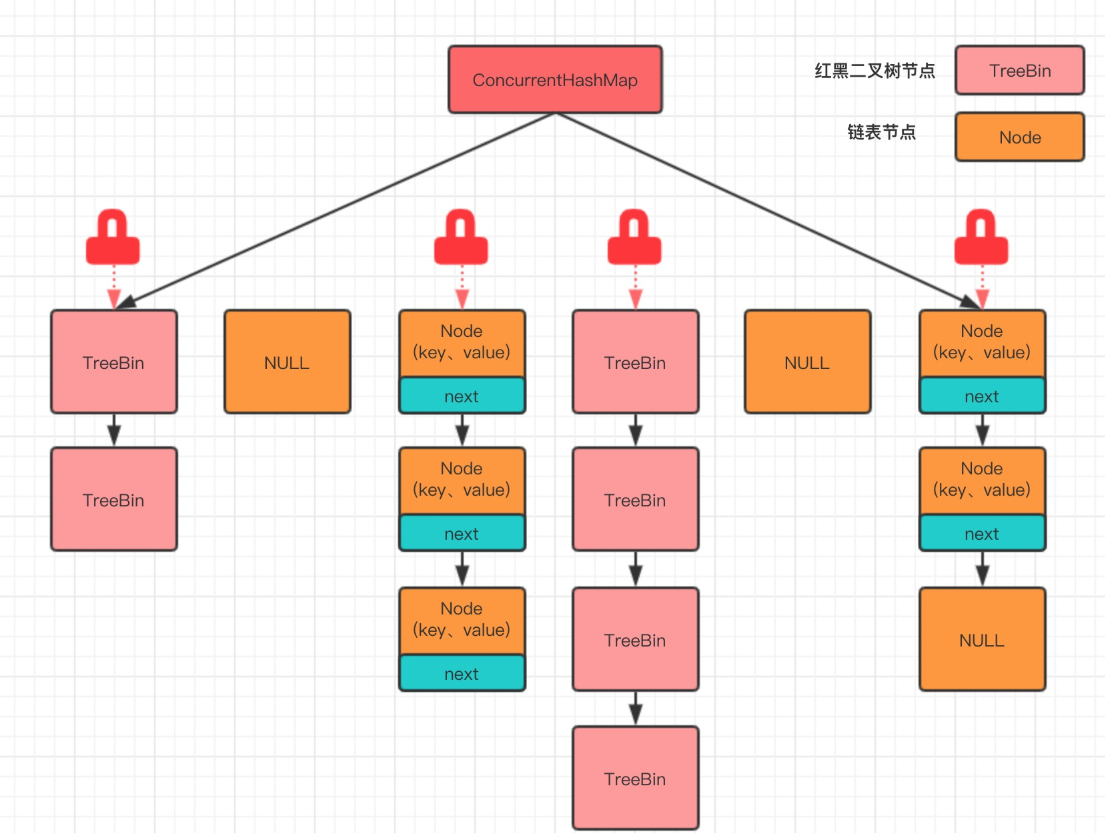 ConcurrentHashMap
红黑二叉树节点
TreeBin
链表节点
Node
TreeBin
NULL
Node
(key、value)
next
TreeBin
NULL
Node
(key、value)
next
TreeBin
Node
(key、value)
next
TreeBin
Node
(key、value)
next
Node
(key、value)
next
TreeBin
NULL
TreeBin